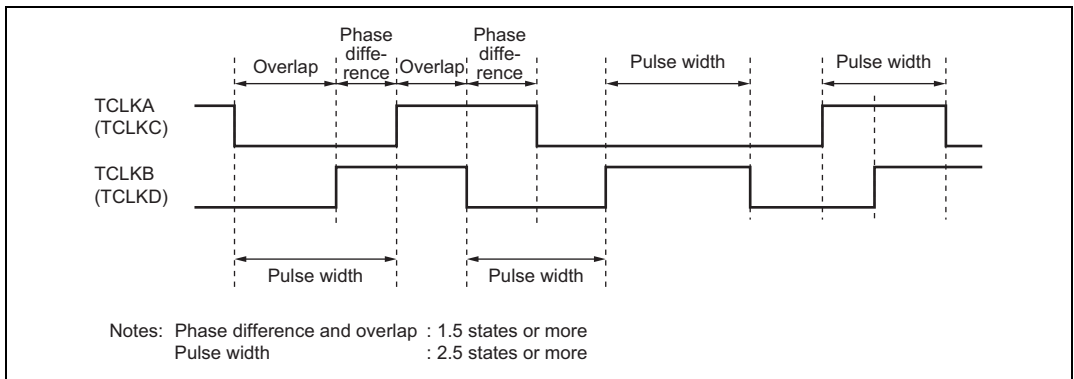 Phase
diffe-
rence
Phase
diffe-
rence
Overlap
Overlap
Pulse width
Pulse width
TCLKA
(TCLKC)
TCLKB
(TCLKD)
Pulse width
Pulse width
Notes: Phase difference and overlap : 1.5 states or more
Pulse width : 2.5 states or more